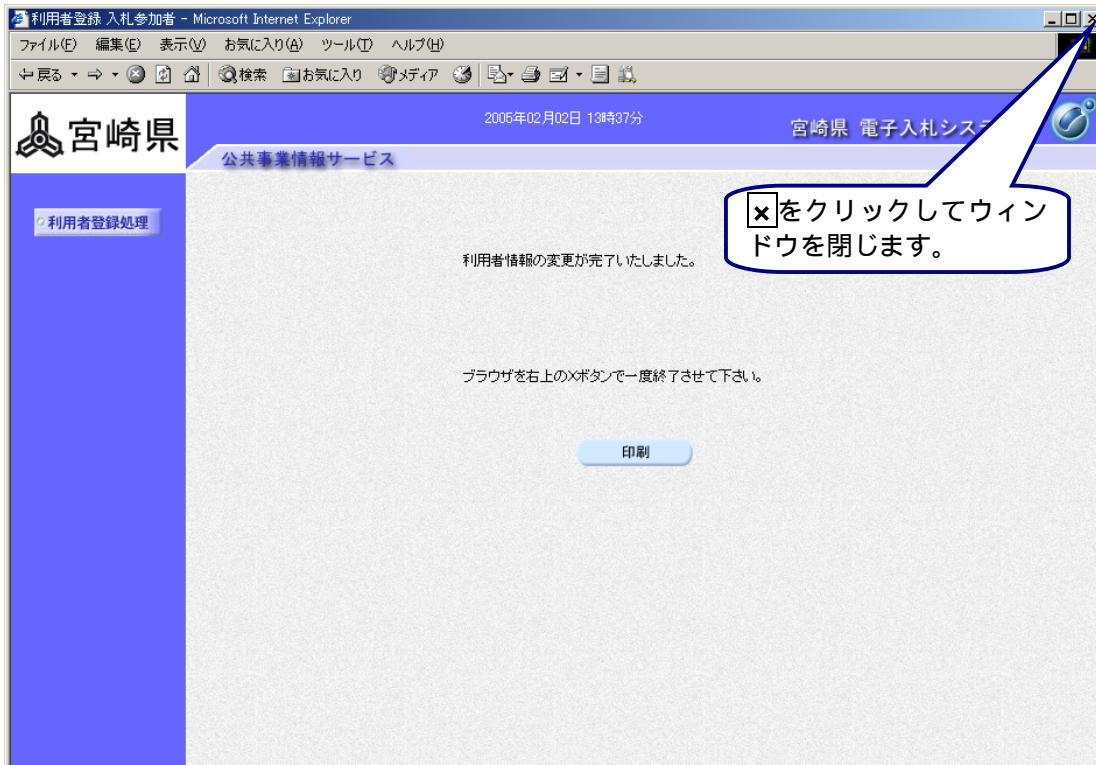 利用者登録 入札参加者 - Microsoft Internet Explorer
ファイル(F) 編集(E) 表示(V) お気に入り(A) ツール(T) ヘルプ(H)
戻る 検索 お気に入り メディア
宮崎県
2005年02月02日 13時37分
宮崎県 電子入札システ
公共事業情報サービス
利用者登録処理
×をクリックしてウィン
ドウを閉じます。
利用者情報の変更が完了いたしました。
ブラウザを右上の×ボタンで一度終了させて下さい。
印刷